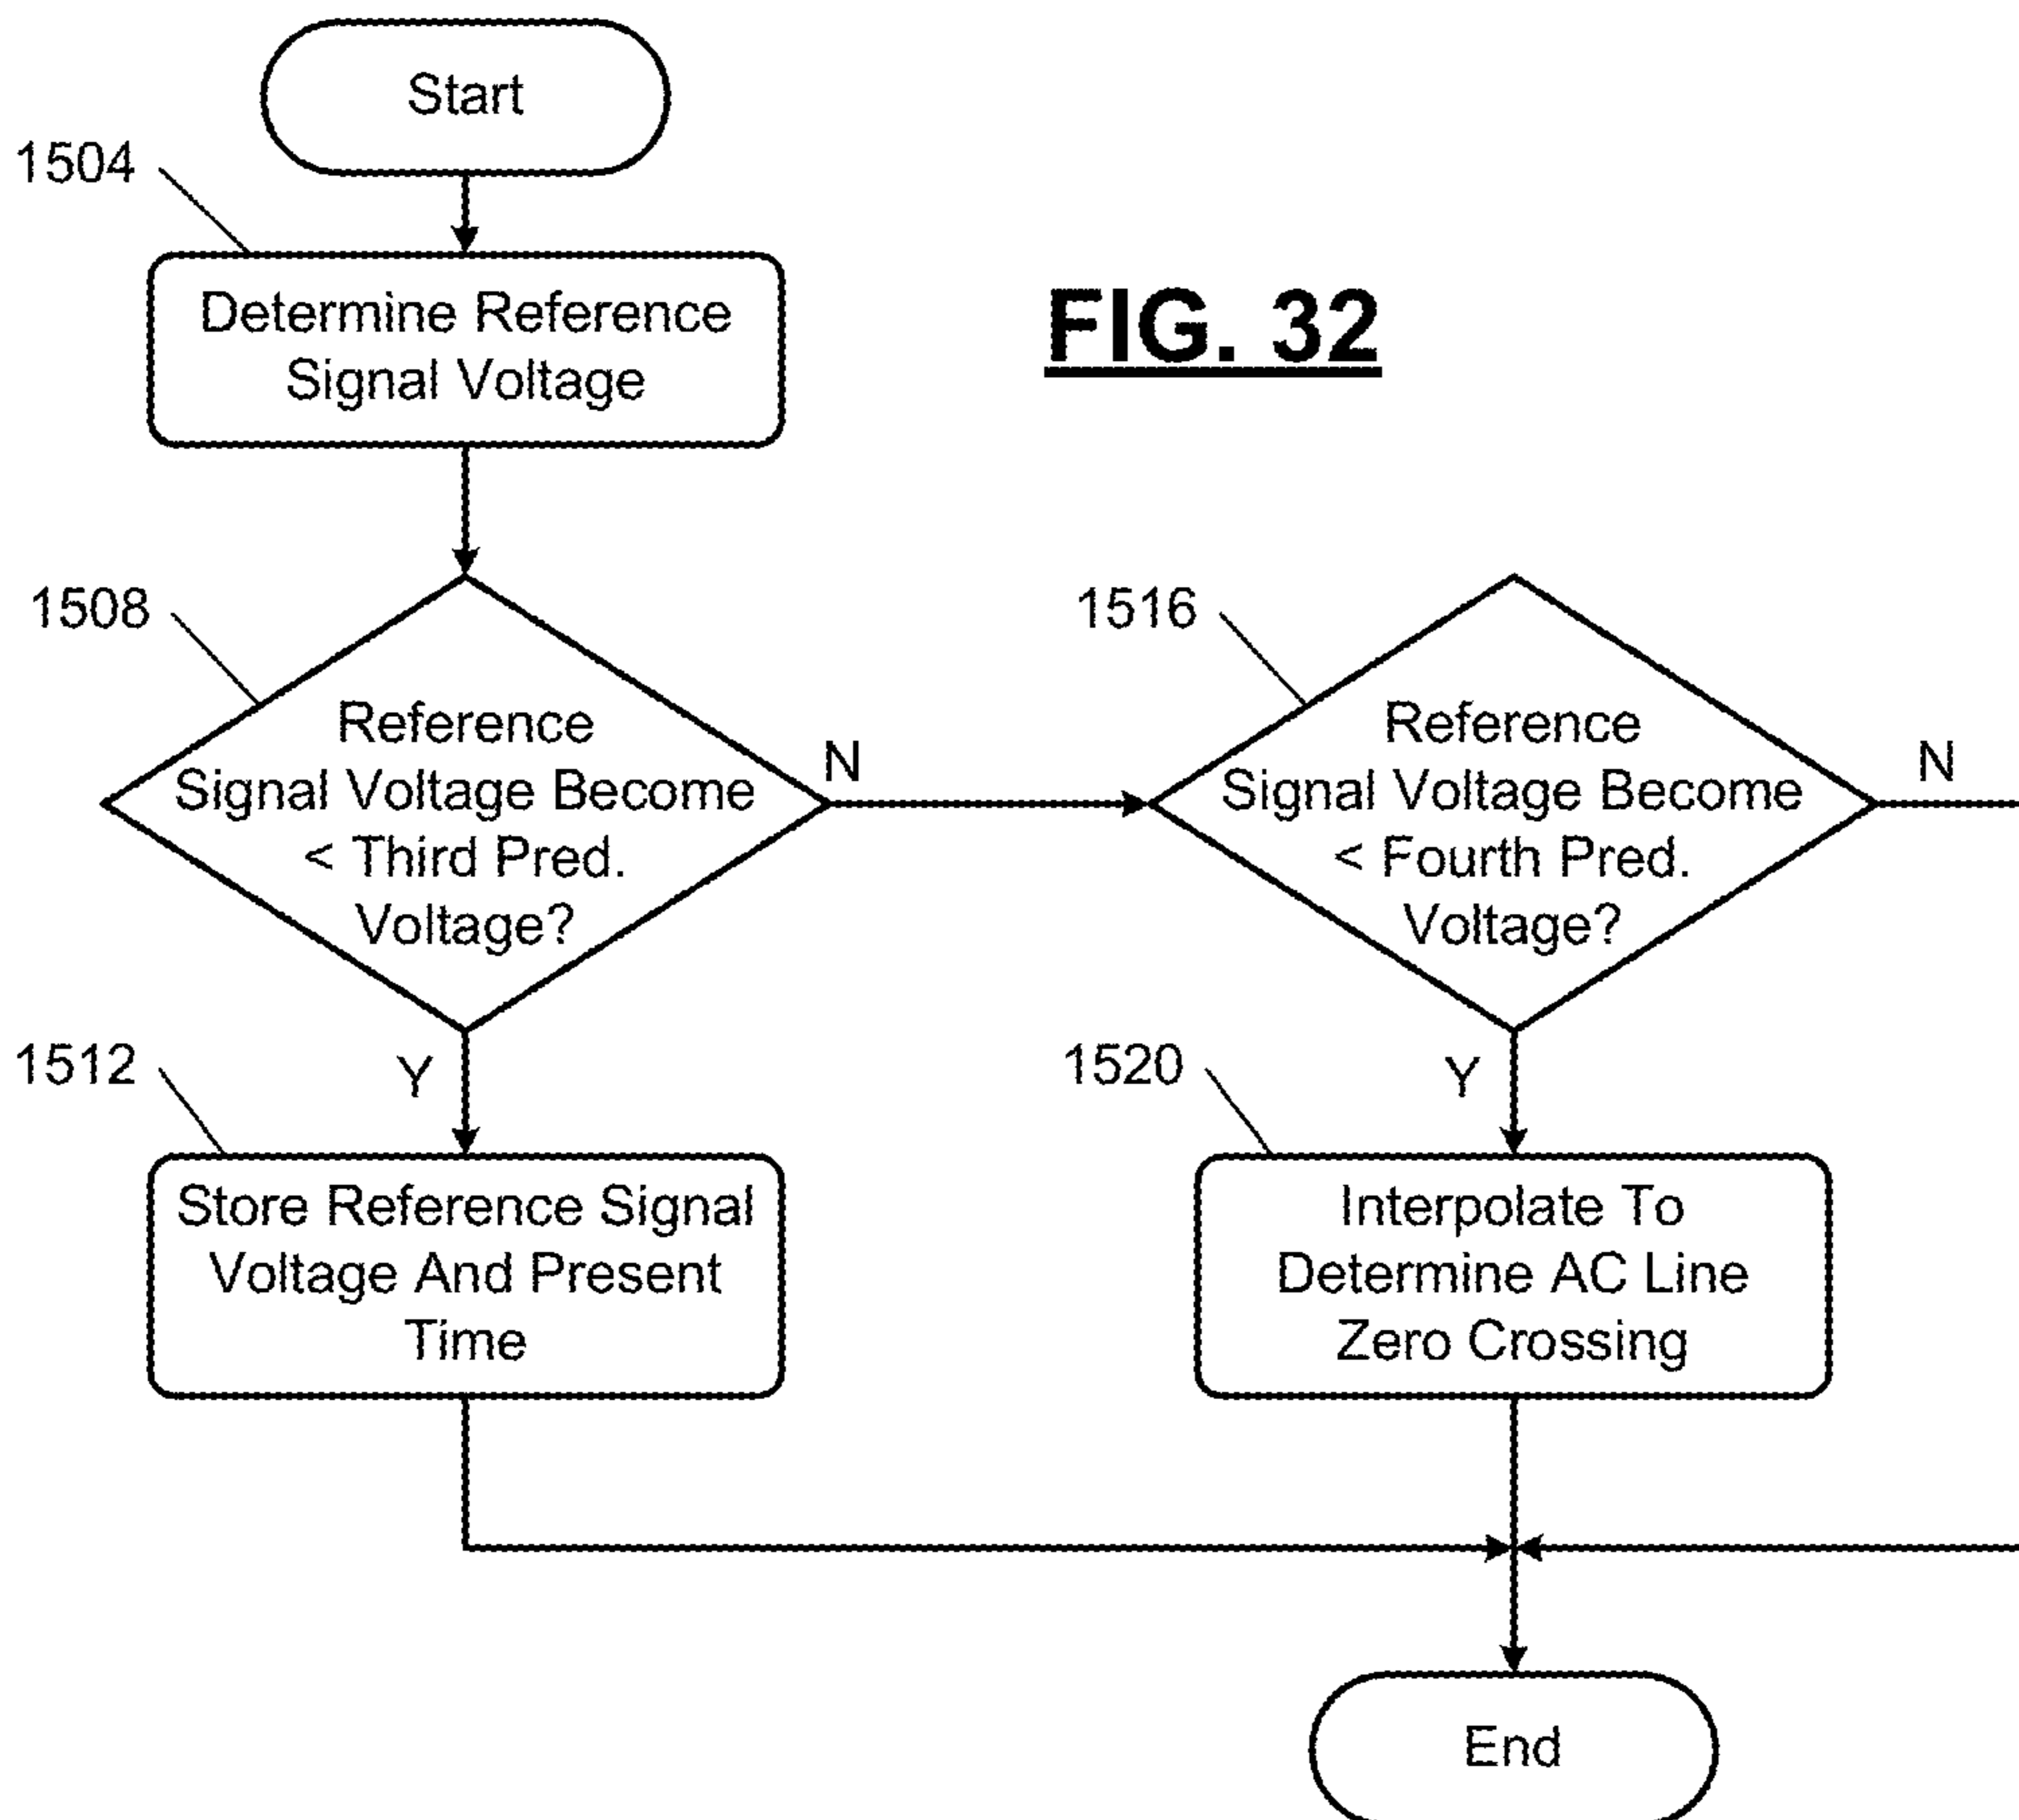 Start
1504
Determine Reference
Signal Voltage
FIG. 32
1508
Reference
Signal Voltage Become
< Third Pred.
Voltage?
N
Y
1516
Reference
Signal Voltage Become
< Fourth Pred.
Voltage?
N
Y
1512
Store Reference Signal
Voltage And Present
Time
1520
Interpolate To
Determine AC Line
Zero Crossing
End